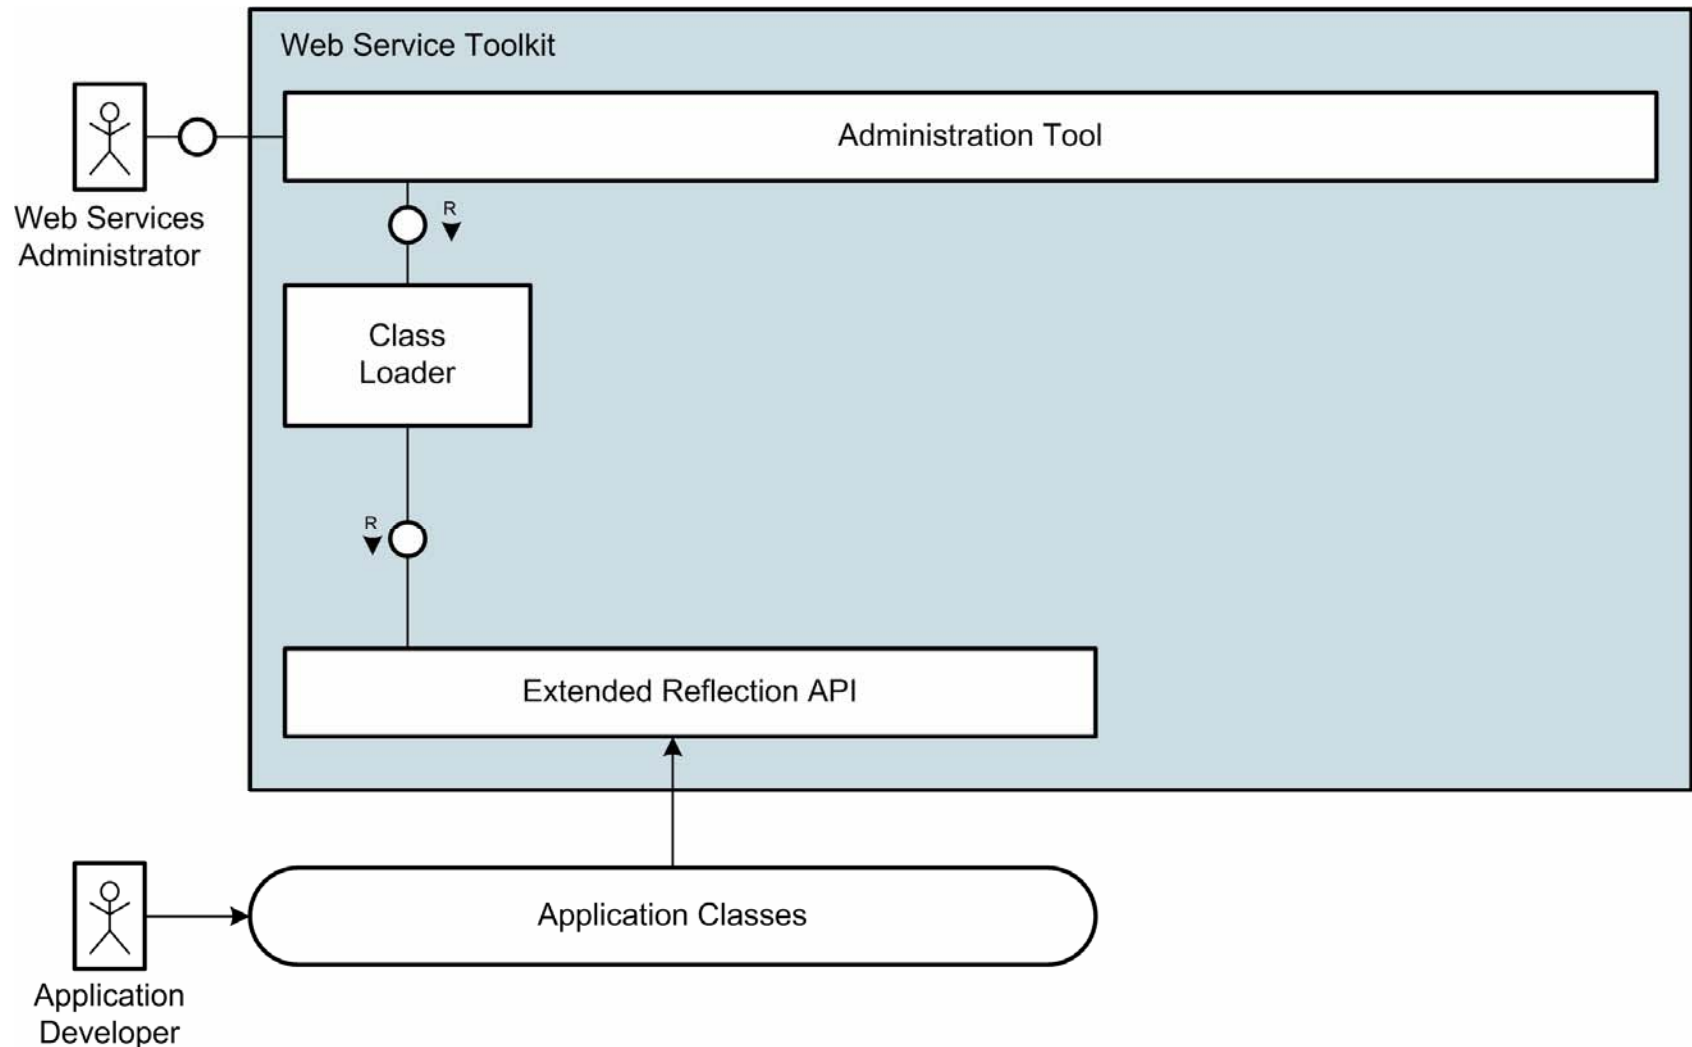 Web Service Toolkit
Administration Tool
Web Services
Administrator
R
Class
Loader
R
Extended Reflection API
Application Classes
Application
Developer